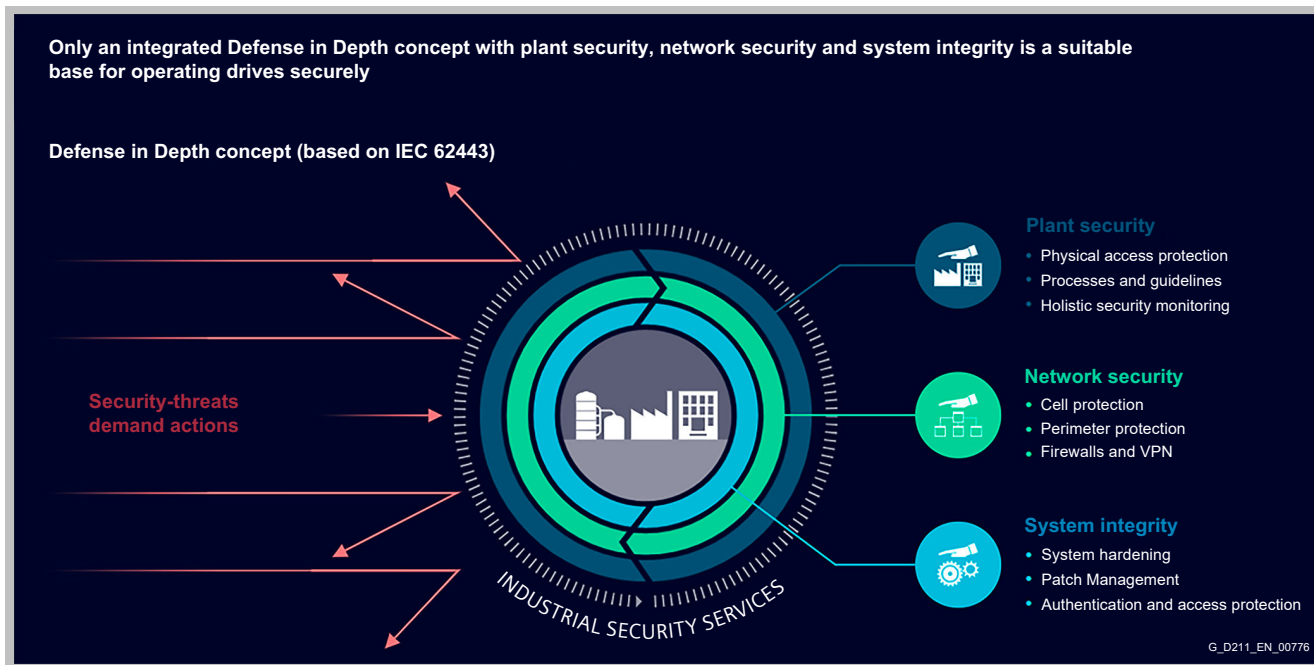 Only an integrated Defense in Depth concept with plant security, network security and system integrity is a suitable
base for operating drives securely
Defense in Depth concept (based on IEC 62443)
Security-threats
demand actions
INDUSTRIAL SECURITY SERVICES
Plant security
• Physical access protection
• Processes and guidelines
• Holistic security monitoring
Network security
• Cell protection
• Perimeter protection
• Firewalls and VPN
System integrity
• System hardening
• Patch Management
• Authentication and access protection
G_D211_EN_00776